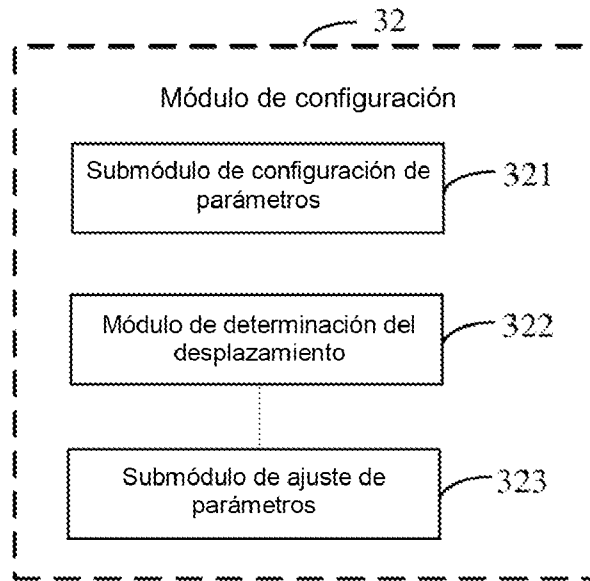 32
Módulo de configuración
Submódulo de configuración de
parámetros
321
Módulo de determinación del
desplazamiento
322
Submódulo de ajuste de
parámetros
323